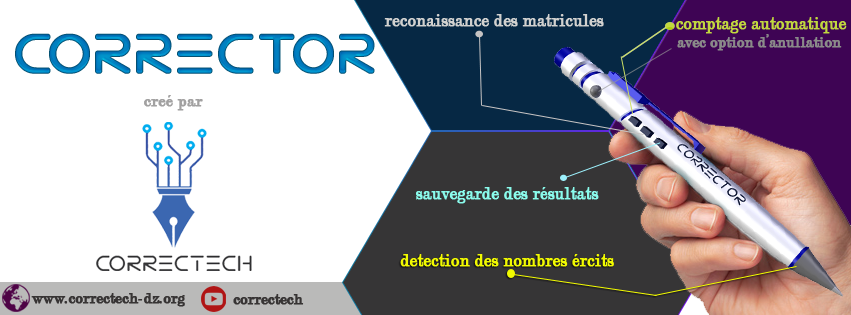 CORRECTOR
creé par
CORRECTECH
www.correctech-dz.org
correctech
reconaissance des matricules
comptage automatique
avec option d'anullation
CORRECTOR
sauvegarde des résultats
detection des nombres ércits